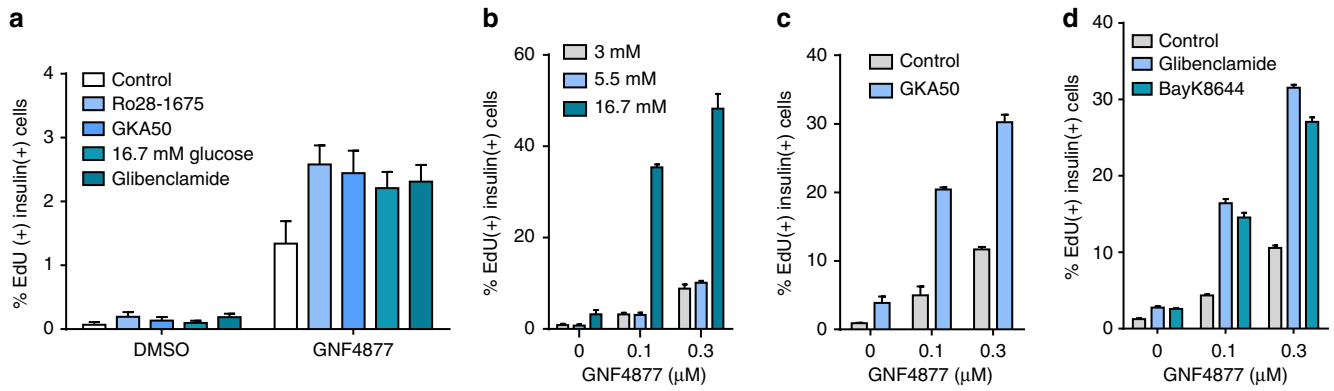 a
% EdU (+) insulin(+) cells
4
3
2
1
0
Control
Ro28-1675
GKA50
16.7 mM glucose
Glibenclamide
DMSO
GNF4877
b
% EdU(+) insulin(+) cells
60
40
20
0
3 mM
5.5 mM
16.7 mM
0
0.1
0.3
GNF4877 (μM)
c
% EdU(+) insulin(+) cells
40
30
20
10
0
Control
GKA50
0
0.1
0.3
GNF4877 (μM)
d
% EdU(+) insulin(+) cells
40
30
20
10
0
Control
Glibenclamide
BayK8644
0
0.1
0.3
GNF4877 (μM)